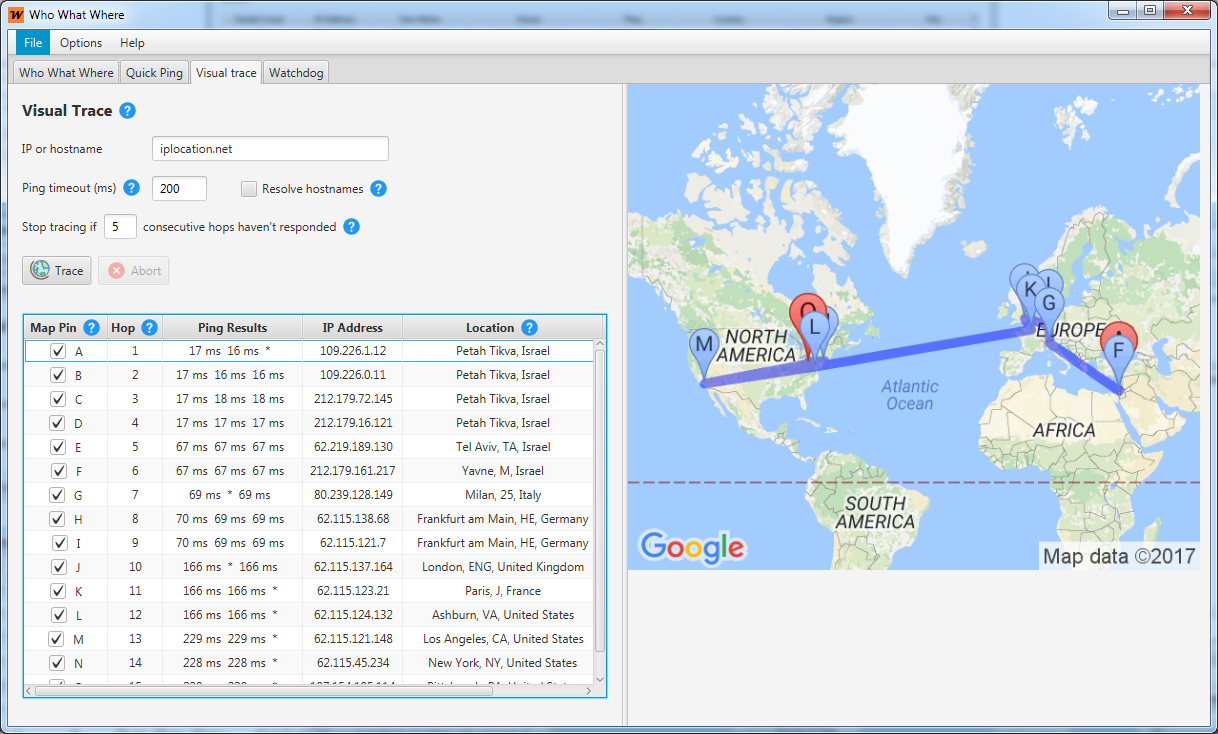 Who What Where
File Options Help
Who What Where Quick Ping Visual trace Watchdog
Visual Trace ?
IP or hostname iplocation.net
Ping timeout (ms) ? 200 Resolve hostnames ?
Stop tracing if 5 consecutive hops haven't responded ?
Trace Abort
Map Pin ? Hop ? Ping Results IP Address Location ?
A 1 17 ms 16 ms * 109.226.1.12 Petah Tikva, Israel
B 2 17 ms 16 ms 16 ms 109.226.0.11 Petah Tikva, Israel
C 3 17 ms 18 ms 18 ms 212.179.72.145 Petah Tikva, Israel
D 4 17 ms 17 ms 17 ms 212.179.16.121 Petah Tikva, Israel
E 5 67 ms 67 ms 67 ms 62.219.189.130 Tel Aviv, TA, Israel
F 6 67 ms 67 ms 67 ms 212.179.161.217 Yavne, M, Israel
G 7 69 ms * 69 ms 80.239.128.149 Milan, 25, Italy
H 8 70 ms 69 ms 69 ms 62.115.138.68 Frankfurt am Main, HE, Germany
I 9 70 ms 69 ms 69 ms 62.115.121.7 Frankfurt am Main, HE, Germany
J 10 166 ms * 166 ms 62.115.137.164 London, ENG, United Kingdom
K 11 166 ms 166 ms * 62.115.123.21 Paris, J, France
L 12 166 ms 166 ms * 62.115.124.132 Ashburn, VA, United States
M 13 229 ms 229 ms * 62.115.121.148 Los Angeles, CA, United States
N 14 228 ms 228 ms * 62.115.45.234 New York, NY, United States
K
G
L
M
F
NORTH
AMERICA
EUROPE
Atlantic
Ocean
AFRICA
SOUTH
AMERICA
Google
Map data ©2017